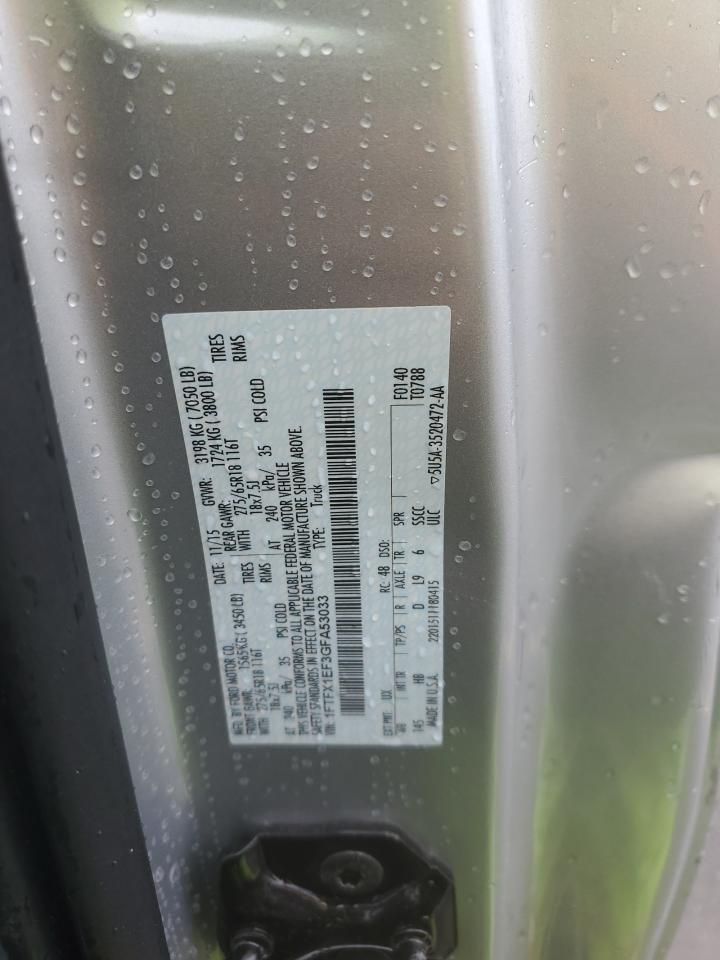 MFD. BY FORD MOTOR CO. DATE: 11/15 GVWR: 3198 KG ( 7050 LB)
FRONT GAWR: 1565 KG ( 3450 LB) REAR GAWR: 1724 KG ( 3800 LB)
WITH 275/65R18 116T TIRES WITH 275/65R18 116T TIRES
18x7.5J RIMS 18x7.5J RIMS
AT 240 kPa/ 35 PSI COLD AT 240 kPa/ 35 PSI COLD
THIS VEHICLE CONFORMS TO ALL APPLICABLE FEDERAL MOTOR VEHICLE
SAFETY STANDARDS IN EFFECT ON THE DATE OF MANUFACTURE SHOWN ABOVE.
VIN: 1FTFX1EF3GFA53033 TYPE: Truck
EXT PNT: UX RC: 48 DSO: F0140
WB INT TR TP/PS R AXLE TR SPR T0788
145 HB D L9 6 SSCC
MADE IN U.S.A. 22015111180415 ULC ▽5U5A-3520472-AA